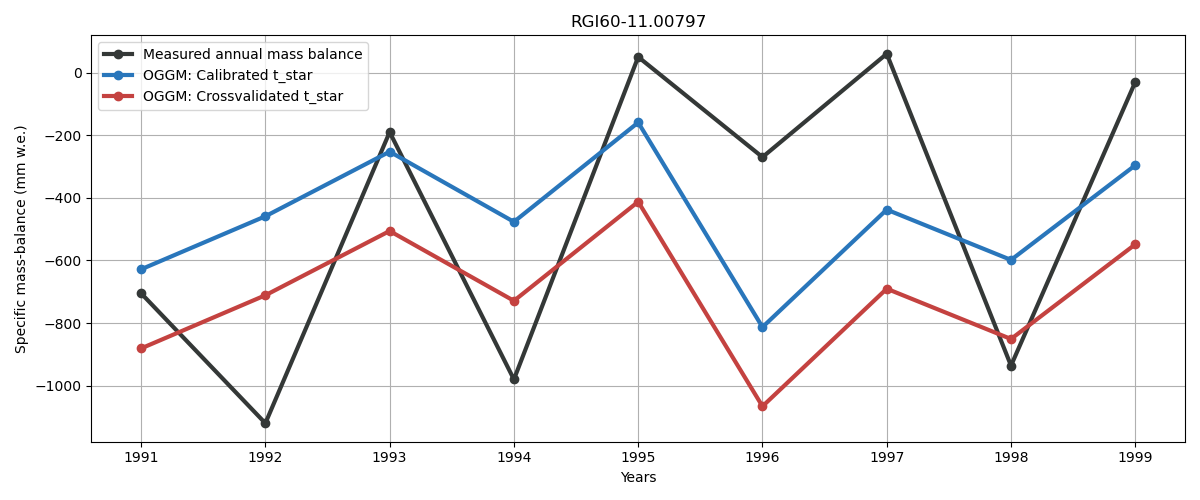 RGI60-11.00797
Measured annual mass balance
OGGM: Calibrated t_star
OGGM: Crossvalidated t_star
Specific mass-balance (mm w.e.)
0
−200
−400
−600
−800
−1000
1991 1992 1993 1994 1995 1996 1997 1998 1999
Years